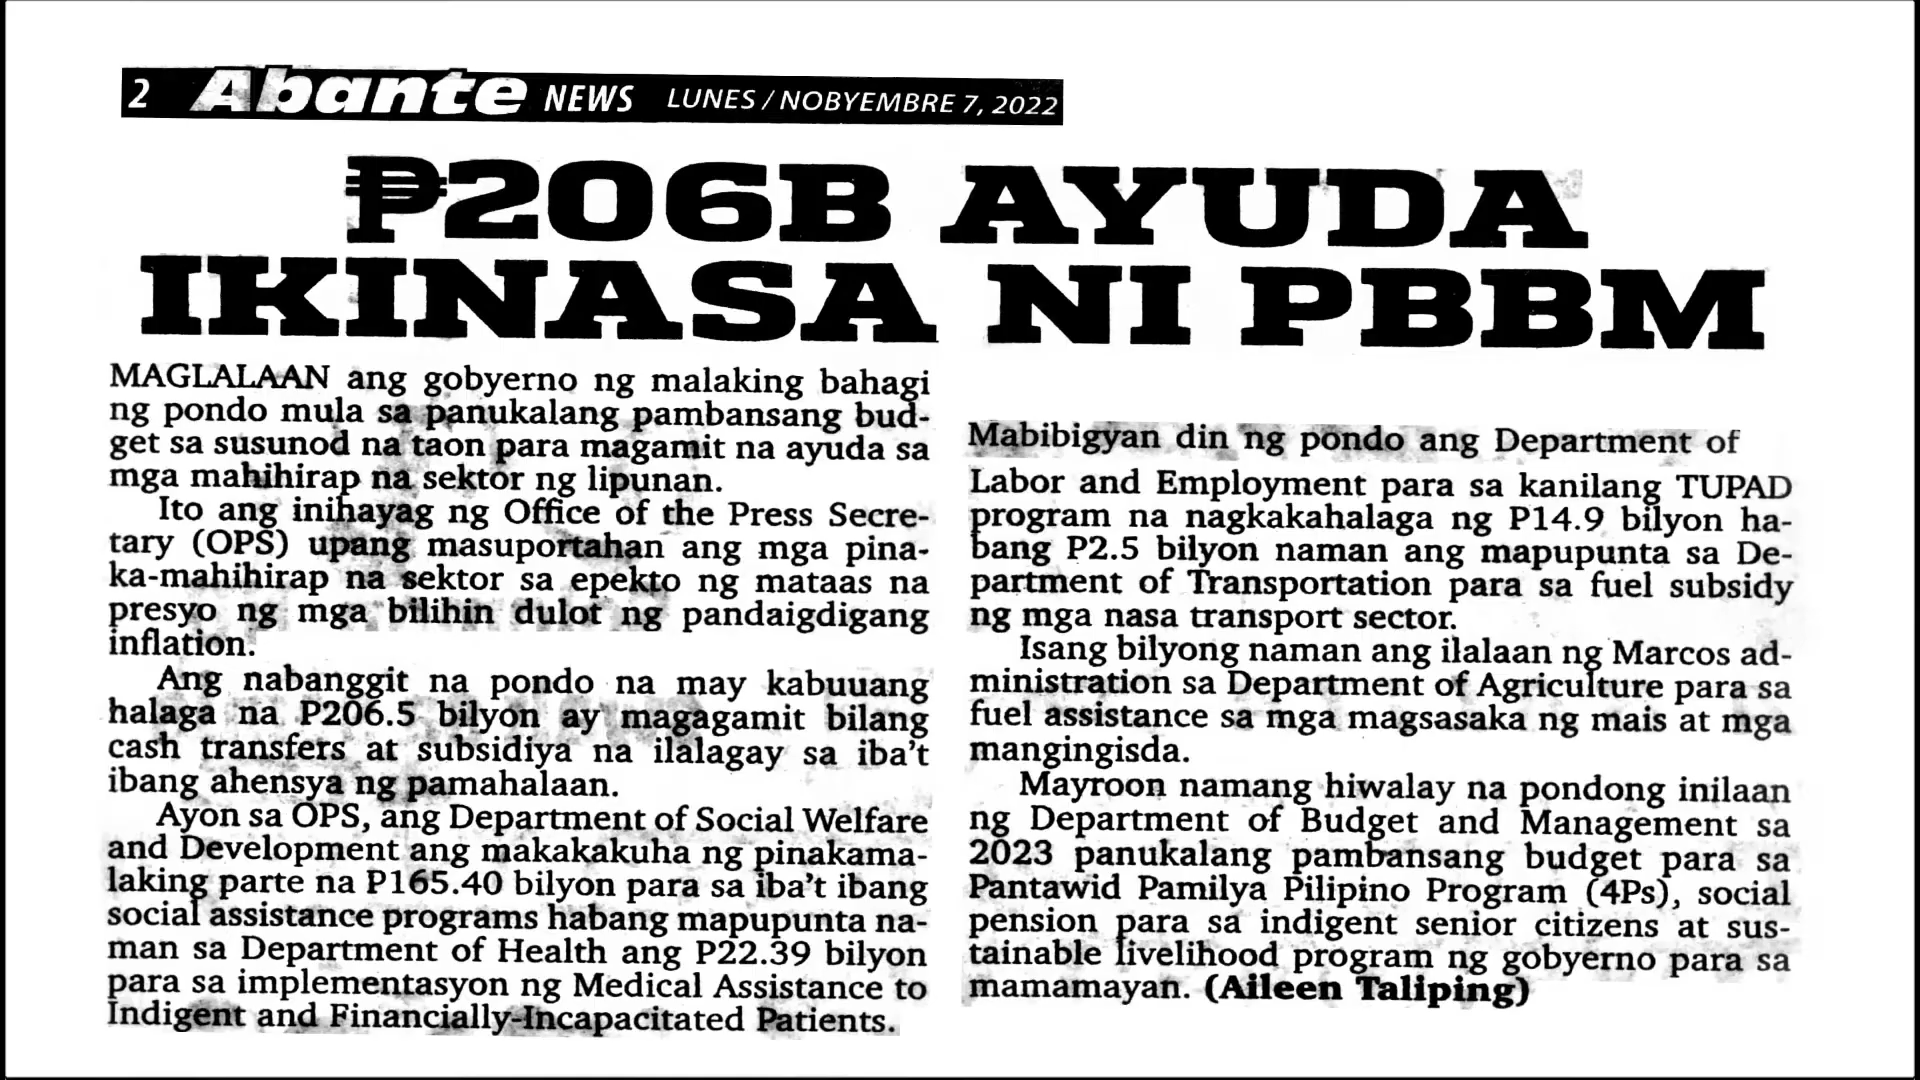 2 Abante NEWS LUNES / NOBYEMBRE 7, 2022
₱206B AYUDA
IKINASA NI PBBM
MAGLALAAN ang gobyerno ng malaking bahagi
ng pondo mula sa panukalang pambansang bud-
get sa susunod na taon para magamit na ayuda sa
mga mahihirap na sektor ng lipunan.
Ito ang inihayag ng Office of the Press Secre-
tary (OPS) upang masuportahan ang mga pina-
ka-mahihirap na sektor sa epekto ng mataas na
presyo ng mga bilihin dulot ng pandaigdigang
inflation.
Ang nabanggit na pondo na may kabuuang
halaga na P206.5 bilyon ay magagamit bilang
cash transfers at subsidiya na ilalagay sa iba't
ibang ahensya ng pamahalaan.
Ayon sa OPS, ang Department of Social Welfare
and Development ang makakakuha ng pinakama-
laking parte na P165.40 bilyon para sa iba't ibang
social assistance programs habang mapupunta na-
man sa Department of Health ang P22.39 bilyon
para sa implementasyon ng Medical Assistance to
Indigent and Financially-Incapacitated Patients.
Mabibigyan din ng pondo ang Department of
Labor and Employment para sa kanilang TUPAD
program na nagkakahalaga ng P14.9 bilyon ha-
bang P2.5 bilyon naman ang mapupunta sa De-
partment of Transportation para sa fuel subsidy
ng mga nasa transport sector.
Isang bilyong naman ang ilalaan ng Marcos ad-
ministration sa Department of Agriculture para sa
fuel assistance sa mga magsasaka ng mais at mga
mangingisda.
Mayroon namang hiwalay na pondong inilaan
ng Department of Budget and Management sa
2023 panukalang pambansang budget para sa
Pantawid Pamilya Pilipino Program (4Ps), social
pension para sa indigent senior citizens at sus-
tainable livelihood program ng gobyerno para sa
mamamayan. (Aileen Taliping)